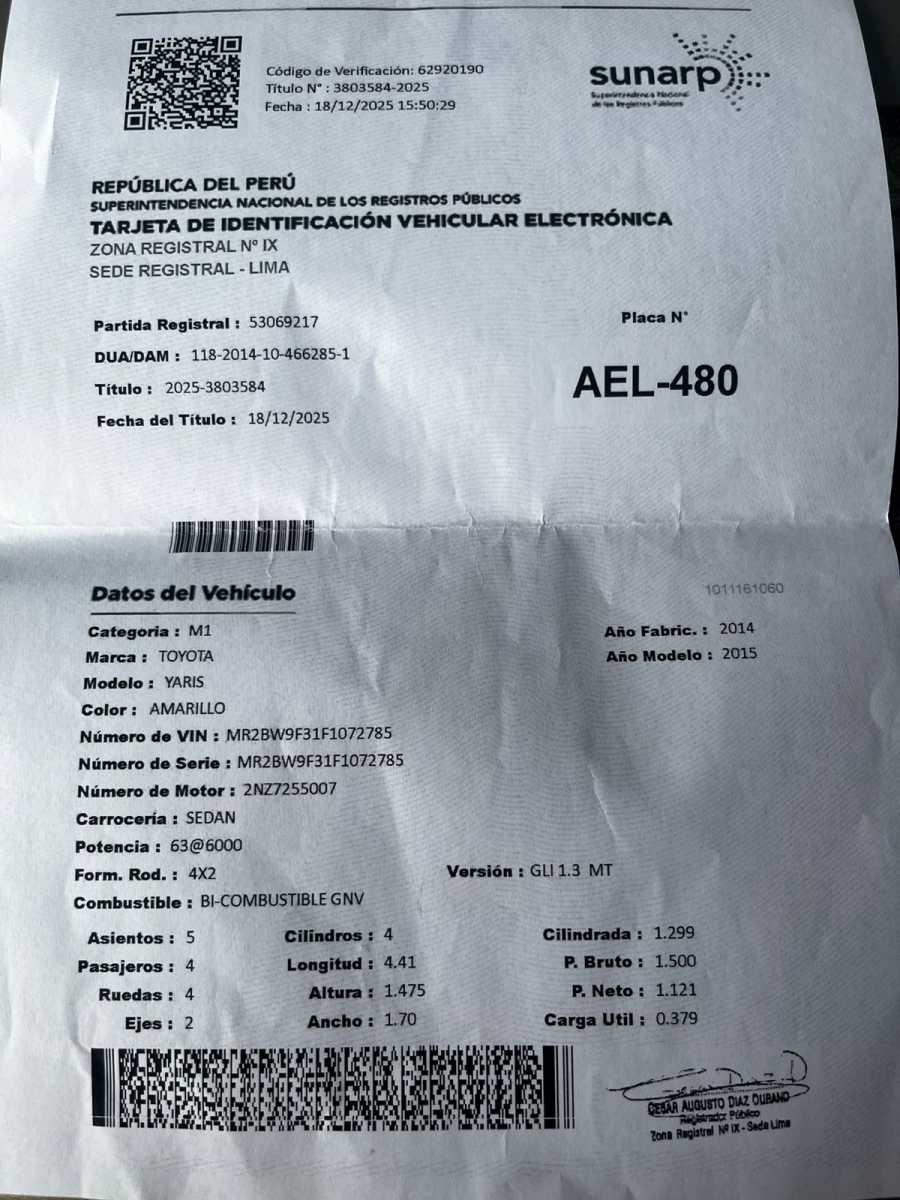 Código de Verificación: 62920190
Título N° : 3803584-2025
Fecha : 18/12/2025 15:50:29
sunarp
Superintendencia Nacional
de los Registros Públicos
REPÚBLICA DEL PERÚ
SUPERINTENDENCIA NACIONAL DE LOS REGISTROS PÚBLICOS
TARJETA DE IDENTIFICACIÓN VEHICULAR ELECTRÓNICA
ZONA REGISTRAL Nº IX
SEDE REGISTRAL - LIMA
Partida Registral : 53069217
DUA/DAM : 118-2014-10-466285-1
Título : 2025-3803584
Fecha del Título : 18/12/2025
Placa N°
AEL-480
Datos del Vehículo
1011161060
Categoria : M1
Año Fabric. : 2014
Marca : TOYOTA
Año Modelo : 2015
Modelo : YARIS
Color : AMARILLO
Número de VIN : MR2BW9F31F1072785
Número de Serie : MR2BW9F31F1072785
Número de Motor : 2NZ7255007
Carrocería : SEDAN
Potencia : 63@6000
Form. Rod. : 4X2
Versión : GLI 1.3 MT
Combustible : BI-COMBUSTIBLE GNV
Asientos : 5 Cilindros : 4 Cilindrada : 1.299
Pasajeros : 4 Longitud : 4.41 P. Bruto : 1.500
Ruedas : 4 Altura : 1.475 P. Neto : 1.121
Ejes : 2 Ancho : 1.70 Carga Util : 0.379
CESAR AUGUSTO DIAZ DURAND
Registrador Público
Zona Registral Nº IX - Sede Lima